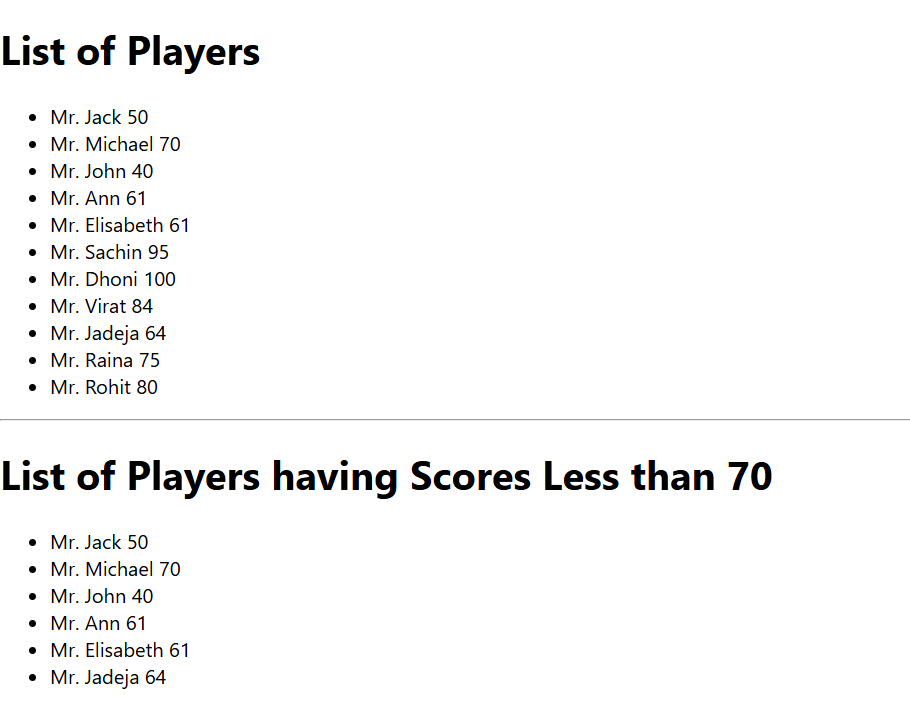 List of Players
Mr. Jack 50
Mr. Michael 70
Mr. John 40
Mr. Ann 61
Mr. Elisabeth 61
Mr. Sachin 95
Mr. Dhoni 100
Mr. Virat 84
Mr. Jadeja 64
Mr. Raina 75
Mr. Rohit 80
List of Players having Scores Less than 70
Mr. Jack 50
Mr. Michael 70
Mr. John 40
Mr. Ann 61
Mr. Elisabeth 61
Mr. Jadeja 64